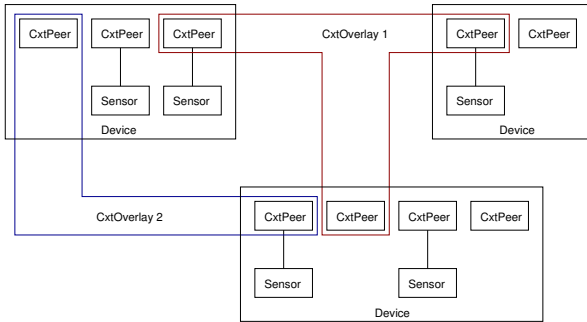 CxtPeer CxtPeer CxtPeer CxtOverlay 1 CxtPeer CxtPeer
Sensor Sensor Sensor
Device Device
CxtOverlay 2 CxtPeer CxtPeer CxtPeer CxtPeer
Sensor Sensor
Device